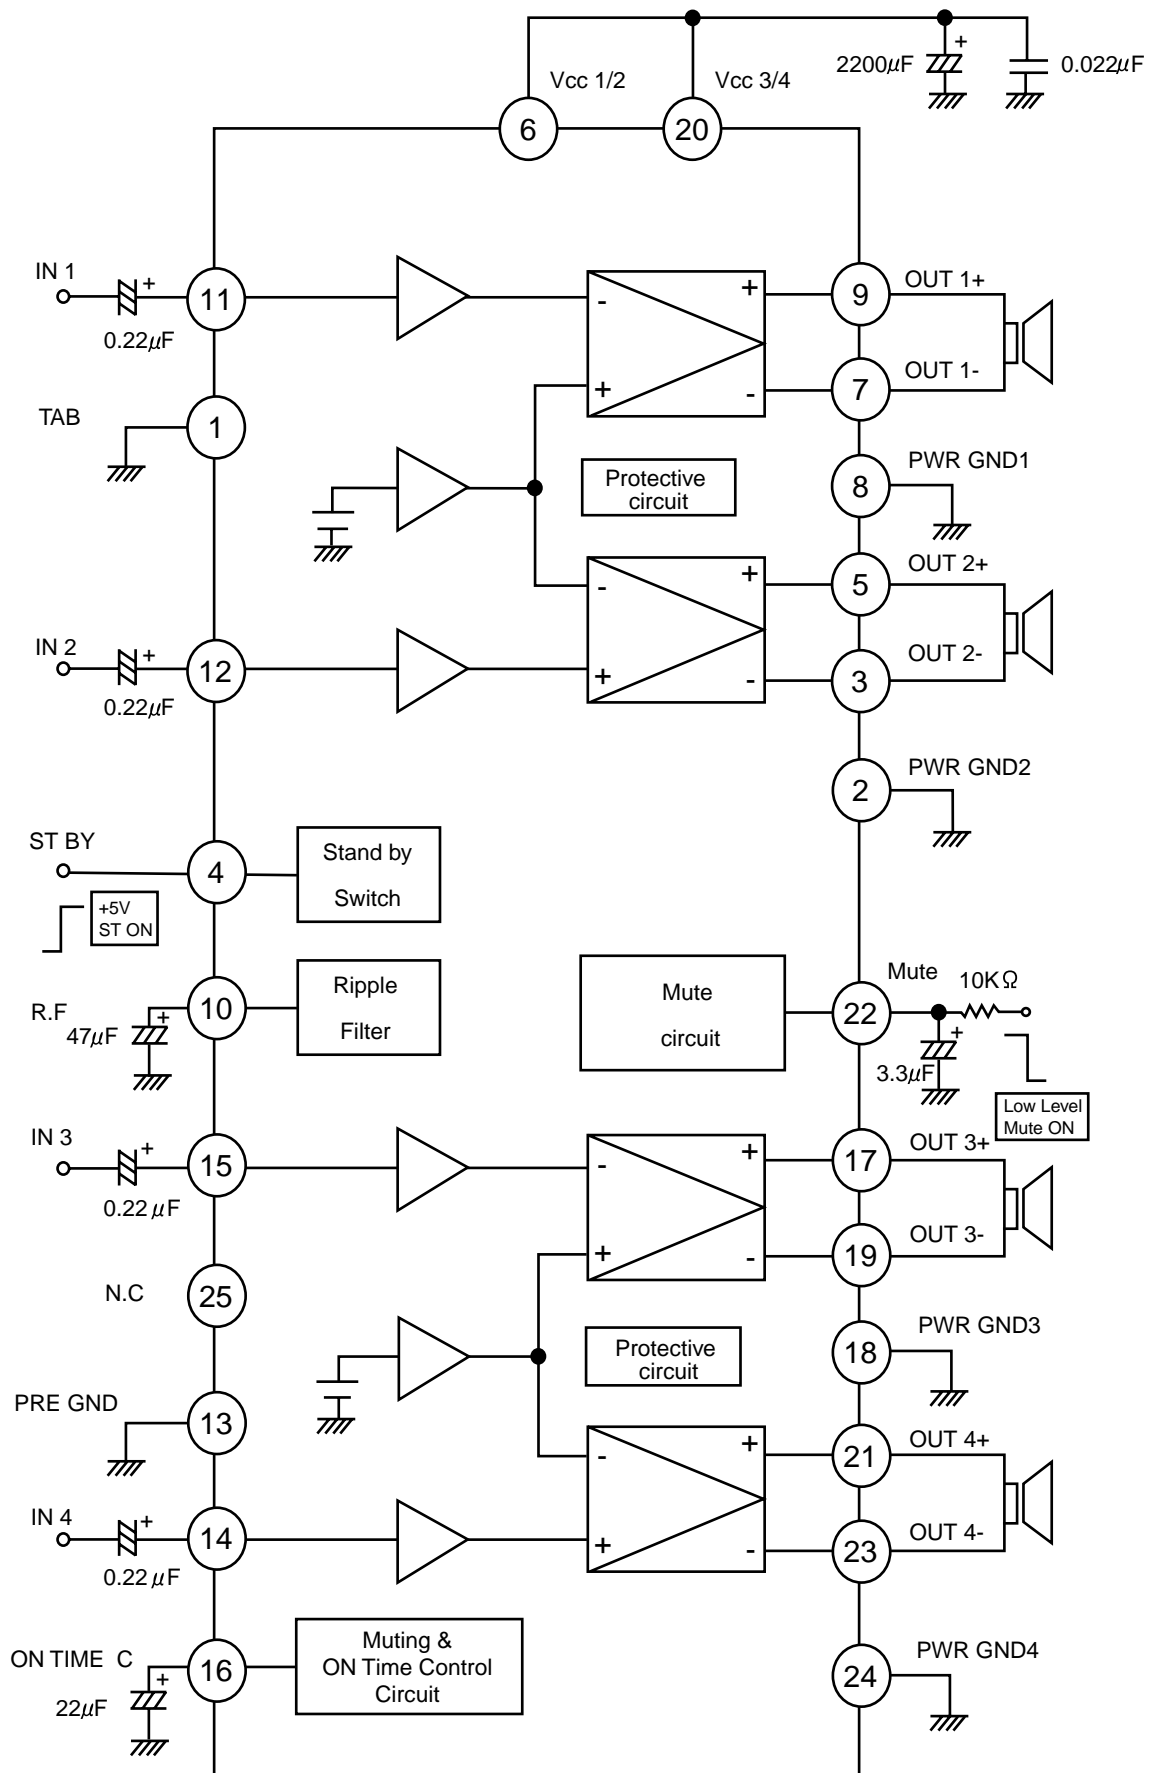 2200μF
+
0.022μF
Vcc 1/2
Vcc 3/4
6
20
IN 1
+
0.22μF
11
-
+
+
-
9
OUT 1+
7
OUT 1-
TAB
1
Protective
circuit
8
PWR GND1
IN 2
+
0.22μF
12
-
+
+
-
5
OUT 2+
3
OUT 2-
2
PWR GND2
ST BY
4
Stand by
Switch
+5V
ST ON
R.F
47μF
+
10
Ripple
Filter
Mute
circuit
22
Mute
10KΩ
+
3.3μF
Low Level
Mute ON
IN 3
+
0.22 μF
15
-
+
+
-
17
OUT 3+
19
OUT 3-
N.C
25
Protective
circuit
18
PWR GND3
PRE GND
13
IN 4
+
0.22 μF
14
-
+
+
-
21
OUT 4+
23
OUT 4-
ON TIME C
+
22μF
16
Muting &
ON Time Control
Circuit
24
PWR GND4